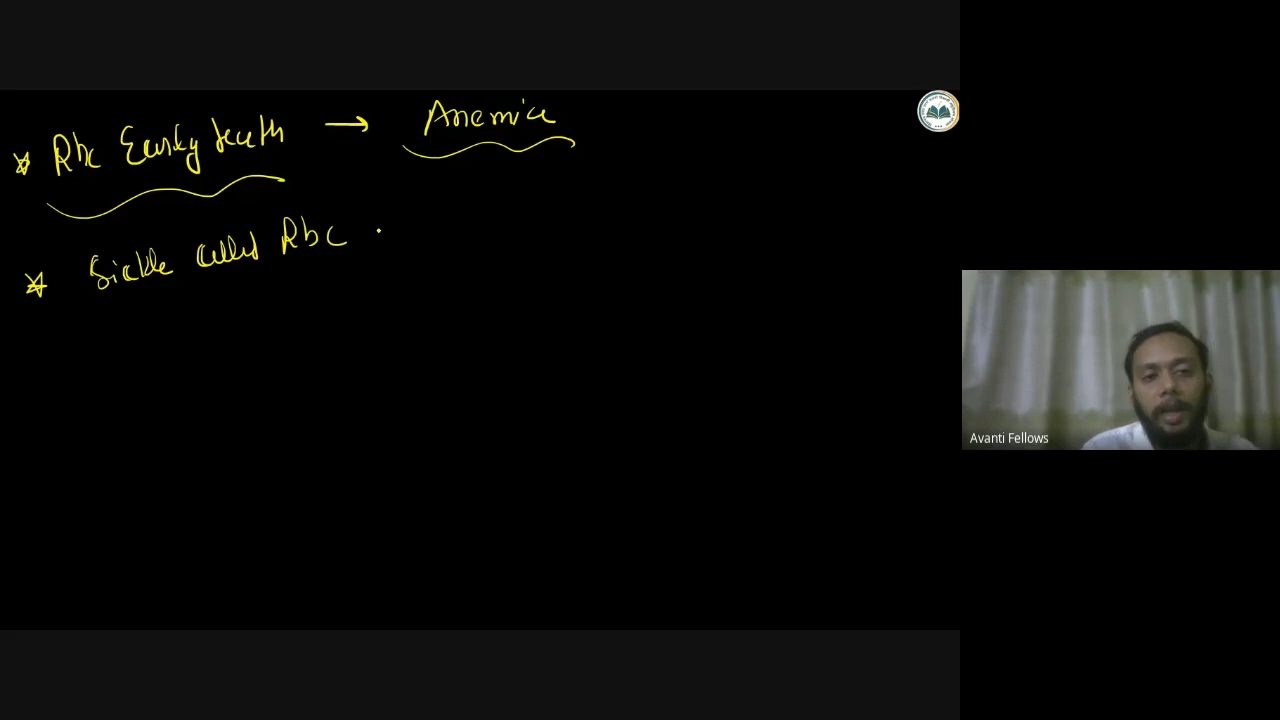 * Rbc Early death → Anemia
* Sickle celled Rbc
Avanti Fellows